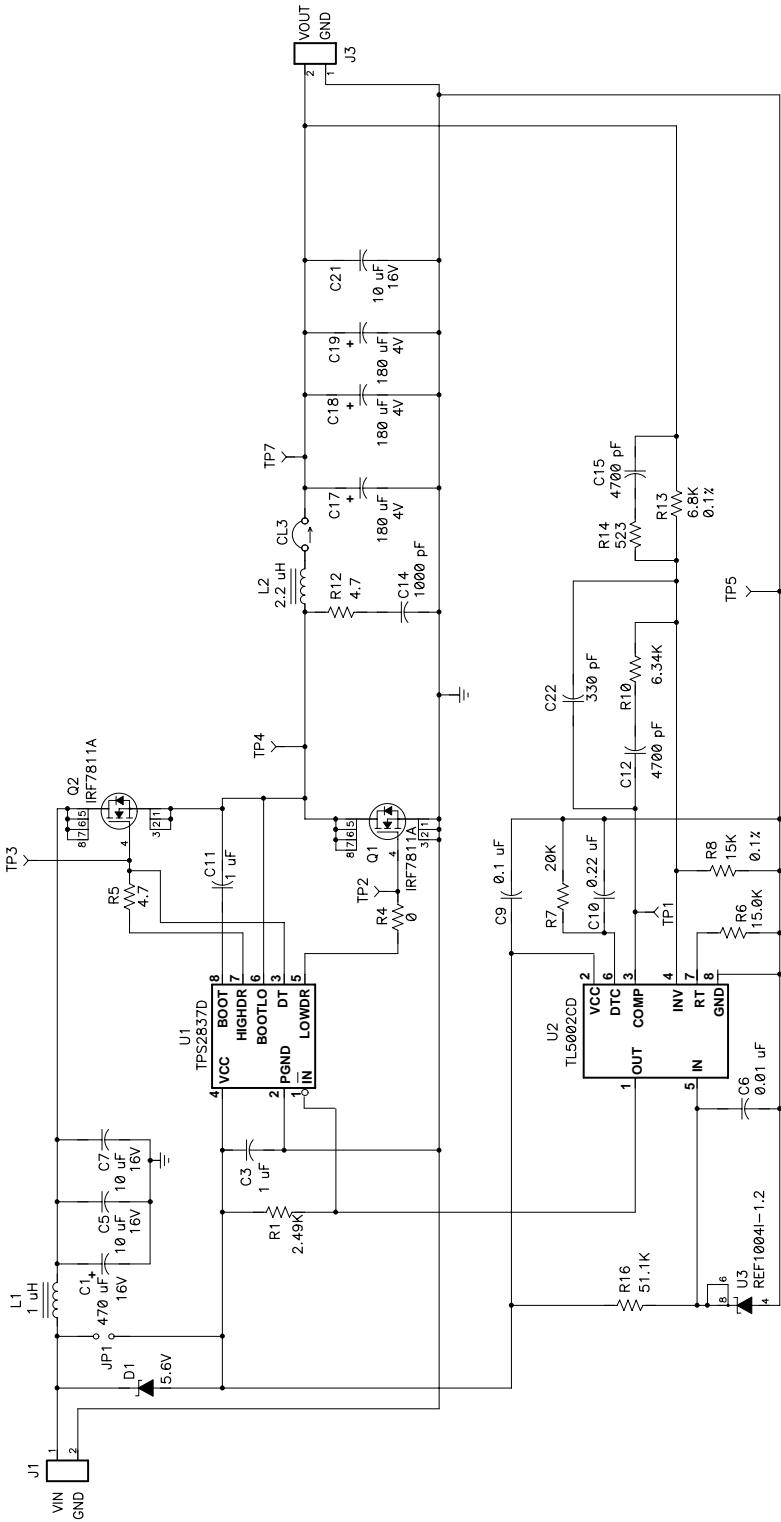 J1
VIN
GND
1
2
L1
1 uH
C1
+
470 uF
16V
C5
10 uF
16V
C7
10 uF
16V
JP1
D1
5.6V
TP3
Q2
IRF7811A
8 7 6 5
3 2 1
4
R5
4.7
C11
1 uF
U1
TPS2837D
4
VCC
2
PGND
1
IN
8
BOOT
7
HIGHDR
6
BOOTLO
3
DT
5
LOWDR
C3
1 uF
R1
2.49K
TP4
TP2
R4
0
Q1
IRF7811A
8 7 6 5
3 2 1
4
L2
2.2 uH
CL3
R12
4.7
C14
1000 pF
TP7
C17
+
180 uF
4V
C18
+
180 uF
4V
C19
+
180 uF
4V
C21
10 uF
16V
VOUT
GND
2
1
J3
C9
0.1 uF
R7
20K
C10
0.22 uF
C22
330 pF
C12
4700 pF
R10
6.34K
R14
523
C15
4700 pF
R13
6.8K
0.1%
TP1
U2
TL5002CD
1
OUT
5
IN
2
VCC
6
DTC
3
COMP
4
INV
7
RT
8
GND
R8
15K
0.1%
R6
15.0K
TP5
R16
51.1K
C6
0.01 uF
U3
REF1004I-1.2
8
6
4